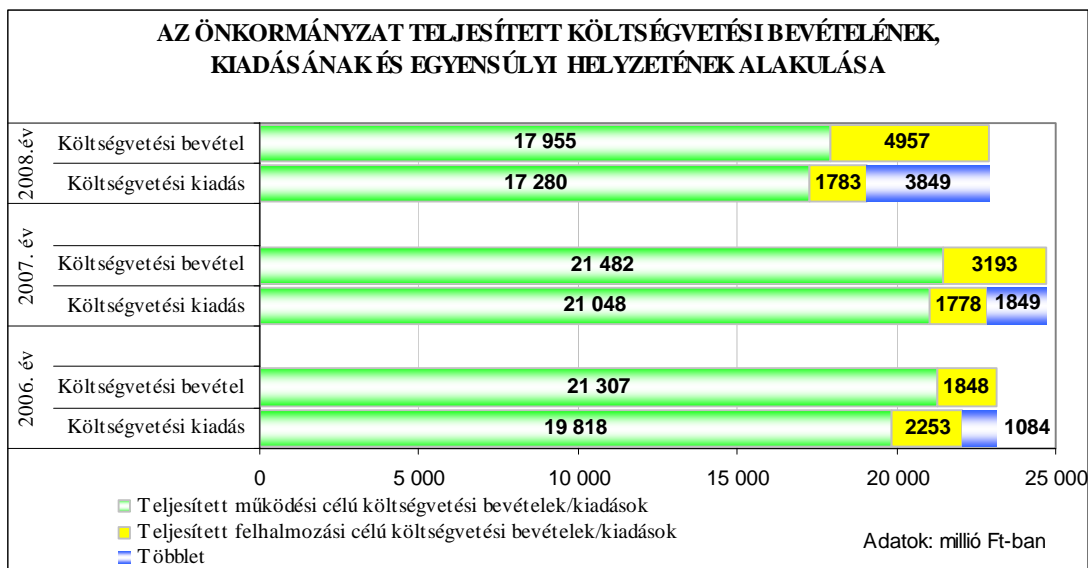 AZ ÖNKORMÁNYZAT TELJESÍTETT KÖLTSÉGVETÉSI BEVÉTELÉNEK,
KIADÁSÁNAK ÉS EGYENSÚLYI HELYZETÉNEK ALAKULÁSA
2008.év
Költségvetési bevétel
17 955
4957
Költségvetési kiadás
17 280
1783
3849
2007. év
Költségvetési bevétel
21 482
3193
Költségvetési kiadás
21 048
1778
1849
2006. év
Költségvetési bevétel
21 307
1848
Költségvetési kiadás
19 818
2253
1084
0
5 000
10 000
15 000
20 000
25 000
Teljesített működési célú költségvetési bevételek/kiadások
Teljesített felhalmozási célú költségvetési bevételek/kiadások
Többlet
Adatok: millió Ft-ban